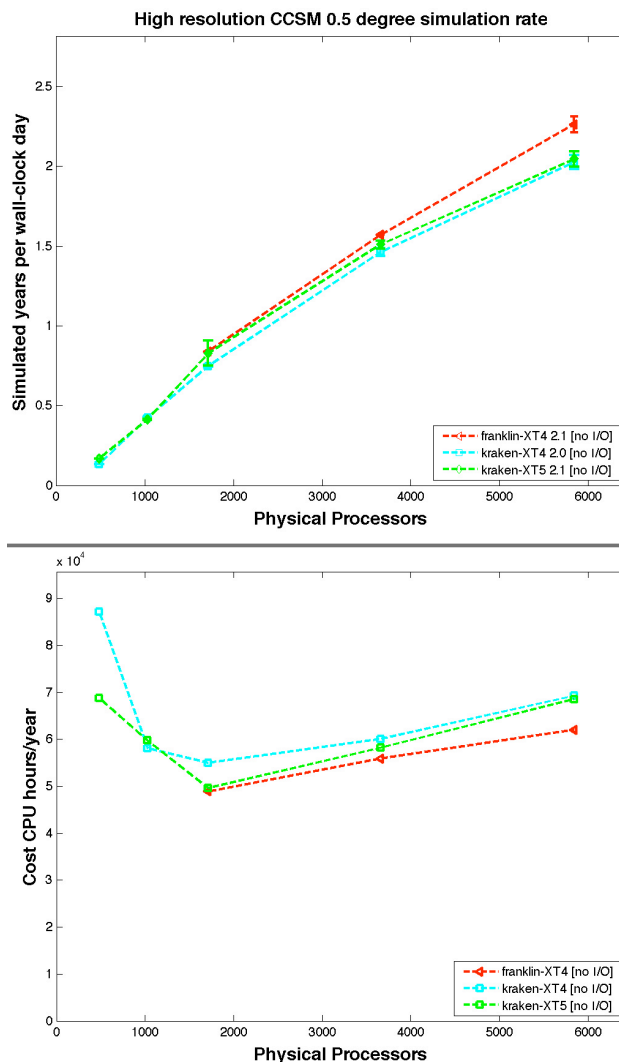 High resolution CCSM 0.5 degree simulation rate
2.5
2
1.5
1
0.5
0
Simulated years per wall-clock day
franklin-XT4 2.1 [no I/O]
kraken-XT4 2.0 [no I/O]
kraken-XT5 2.1 [no I/O]
0 1000 2000 3000 4000 5000 6000
Physical Processors
x 10^4
9
8
7
6
5
4
3
2
1
0
Cost CPU hours/year
franklin-XT4 [no I/O]
kraken-XT4 [no I/O]
kraken-XT5 [no I/O]
0 1000 2000 3000 4000 5000 6000
Physical Processors